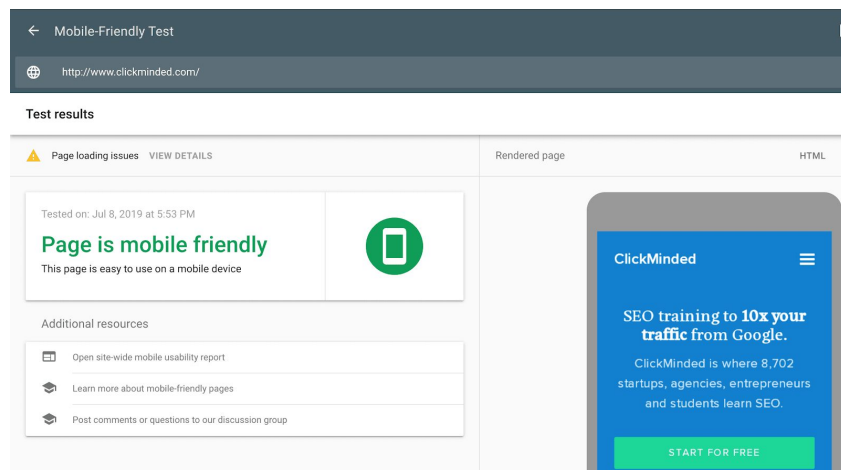 Mobile-Friendly Test
http://www.clickminded.com/
Test results
Page loading issues VIEW DETAILS
Tested on: Jul 8, 2019 at 5:53 PM
Page is mobile friendly
This page is easy to use on a mobile device
Additional resources
Open site-wide mobile usability report
Learn more about mobile-friendly pages
Post comments or questions to our discussion group
Rendered page HTML
ClickMinded
SEO training to 10x your
traffic from Google.
ClickMinded is where 8,702
startups, agencies, entrepreneurs
and students learn SEO.
START FOR FREE